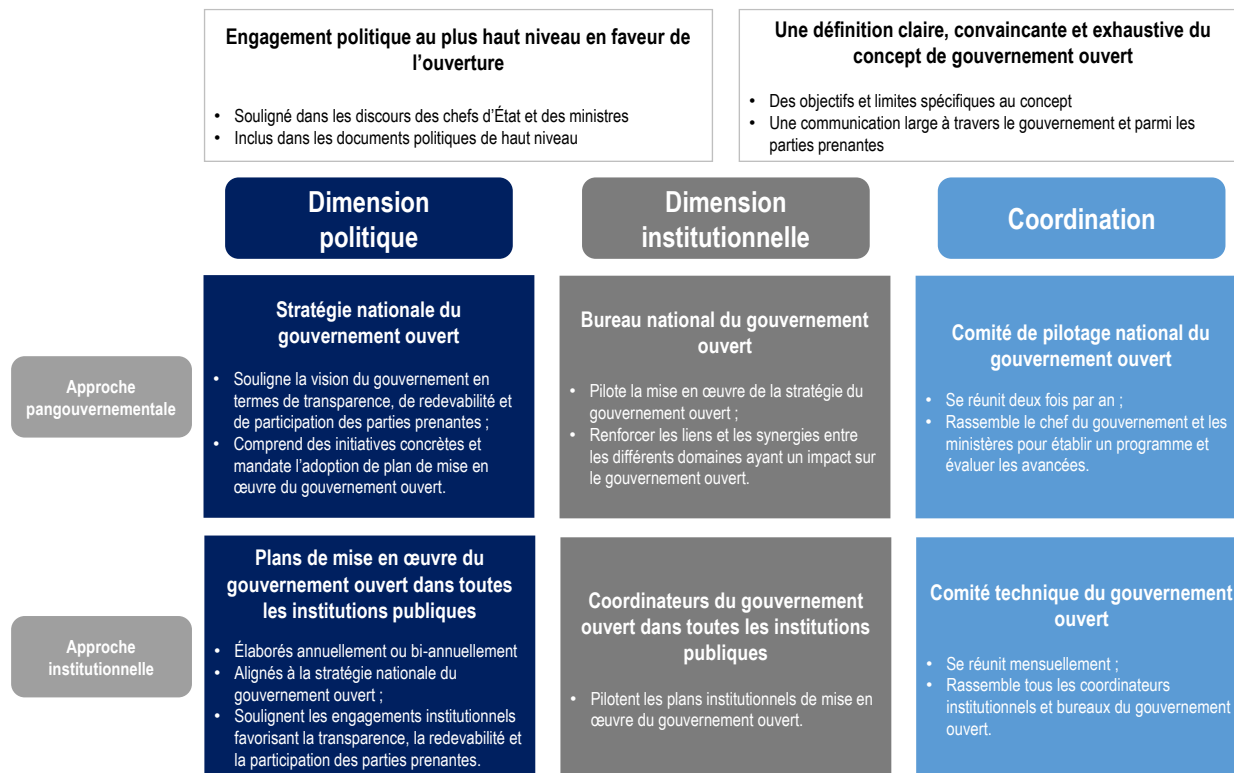 Engagement politique au plus haut niveau en faveur de
l’ouverture
• Souligné dans les discours des chefs d’État et des ministres
• Inclus dans les documents politiques de haut niveau
Une définition claire, convaincante et exhaustive du
concept de gouvernement ouvert
• Des objectifs et limites spécifiques au concept
• Une communication large à travers le gouvernement et parmi les
parties prenantes
Dimension
politique
Dimension
institutionnelle
Coordination
Approche
pangouvernementale
Stratégie nationale du
gouvernement ouvert
• Souligne la vision du gouvernement en
termes de transparence, de redevabilité et
de participation des parties prenantes ;
• Comprend des initiatives concrètes et
mandate l’adoption de plan de mise en
œuvre du gouvernement ouvert.
Bureau national du gouvernement
ouvert
• Pilote la mise en œuvre de la stratégie du
gouvernement ouvert ;
• Renforcer les liens et les synergies entre
les différents domaines ayant un impact sur
le gouvernement ouvert.
Comité de pilotage national du
gouvernement ouvert
• Se réunit deux fois par an ;
• Rassemble le chef du gouvernement et les
ministères pour établir un programme et
évaluer les avancées.
Approche
institutionnelle
Plans de mise en œuvre du
gouvernement ouvert dans toutes
les institutions publiques
• Élaborés annuellement ou bi-annuellement
• Alignés à la stratégie nationale du
gouvernement ouvert ;
• Soulignent les engagements institutionnels
favorisant la transparence, la redevabilité et
la participation des parties prenantes.
Coordinateurs du gouvernement
ouvert dans toutes les institutions
publiques
• Pilotent les plans institutionnels de mise en
œuvre du gouvernement ouvert.
Comité technique du gouvernement
ouvert
• Se réunit mensuellement ;
• Rassemble tous les coordinateurs
institutionnels et bureaux du gouvernement
ouvert.